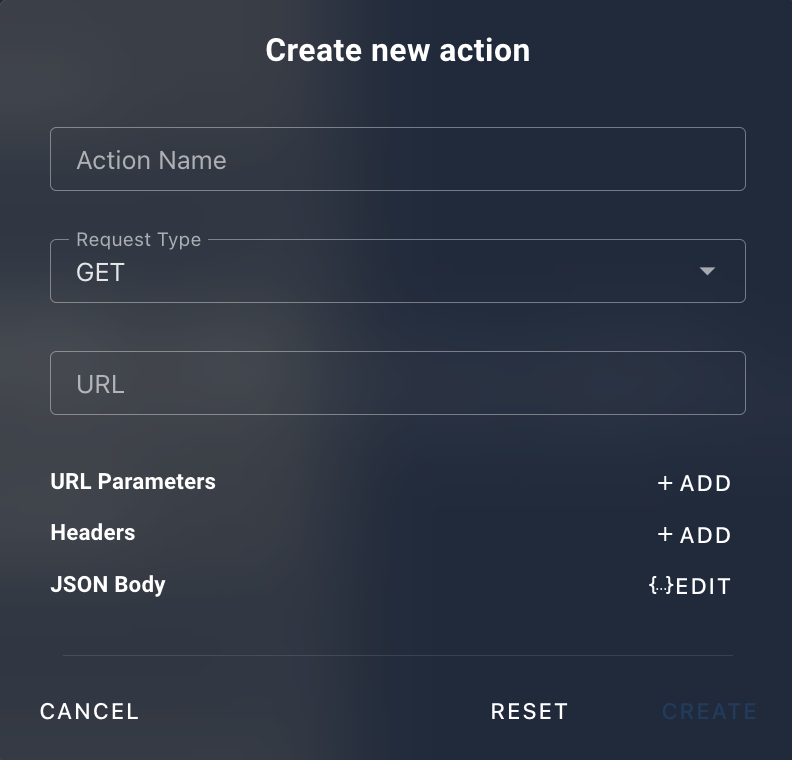 Create new action
Action Name
Request Type
GET
URL
URL Parameters
+ ADD
Headers
+ ADD
JSON Body
{...} EDIT
CANCEL
RESET
CREATE